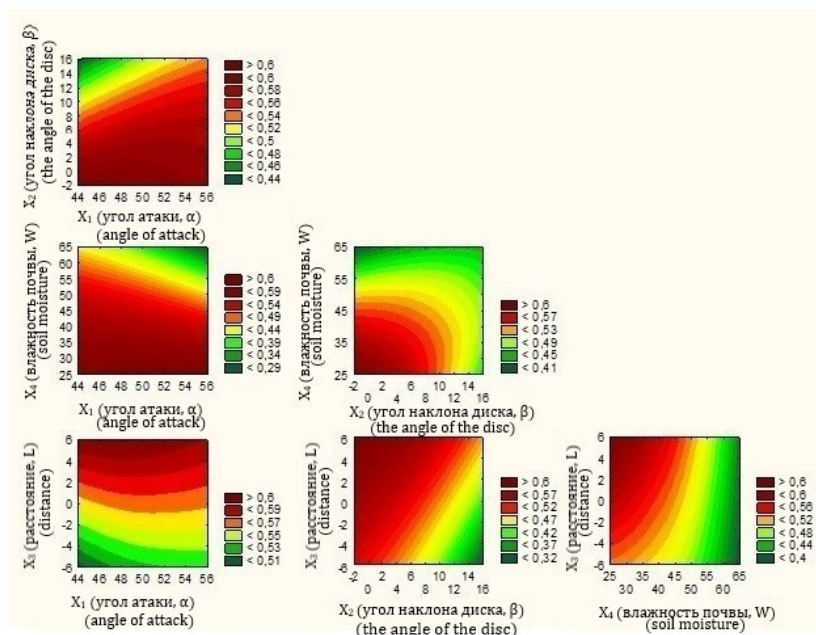 X₂ (угол наклона диска, β)
(the angle of the disc)
16
14
12
10
8
6
4
2
0
-2
44 46 48 50 52 54 56
X₁ (угол атаки, α)
(angle of attack)
> 0,6
< 0,6
< 0,58
< 0,56
< 0,54
< 0,52
< 0,5
< 0,48
< 0,46
< 0,44
X₄ (влажность почвы, W)
(soil moisture)
65
60
55
50
45
40
35
30
25
44 46 48 50 52 54 56
X₁ (угол атаки, α)
(angle of attack)
> 0,6
< 0,59
< 0,54
< 0,49
< 0,44
< 0,39
< 0,34
< 0,29
X₄ (влажность почвы, W)
(soil moisture)
65
55
45
35
25
-2 0 2 4 6 8 10 12 14 16
X₂ (угол наклона диска, β)
(the angle of the disc)
> 0,6
< 0,57
< 0,53
< 0,49
< 0,45
< 0,41
X₃ (расстояние, L)
(distance)
6
4
2
0
-2
-4
-6
44 46 48 50 52 54 56
X₁ (угол атаки, α)
(angle of attack)
> 0,6
< 0,59
< 0,57
< 0,55
< 0,53
< 0,51
X₃ (расстояние, L)
(distance)
6
4
2
0
-2
-4
-6
-2 0 2 4 6 8 10 12 14 16
X₂ (угол наклона диска, β)
(the angle of the disc)
> 0,6
< 0,57
< 0,52
< 0,47
< 0,42
< 0,37
< 0,32
X₃ (расстояние, L)
(distance)
6
4
2
0
-2
-4
-6
25 30 35 40 45 50 55 60 65
X₄ (влажность почвы, W)
(soil moisture)
> 0,6
< 0,6
< 0,56
< 0,52
< 0,48
< 0,44
< 0,4